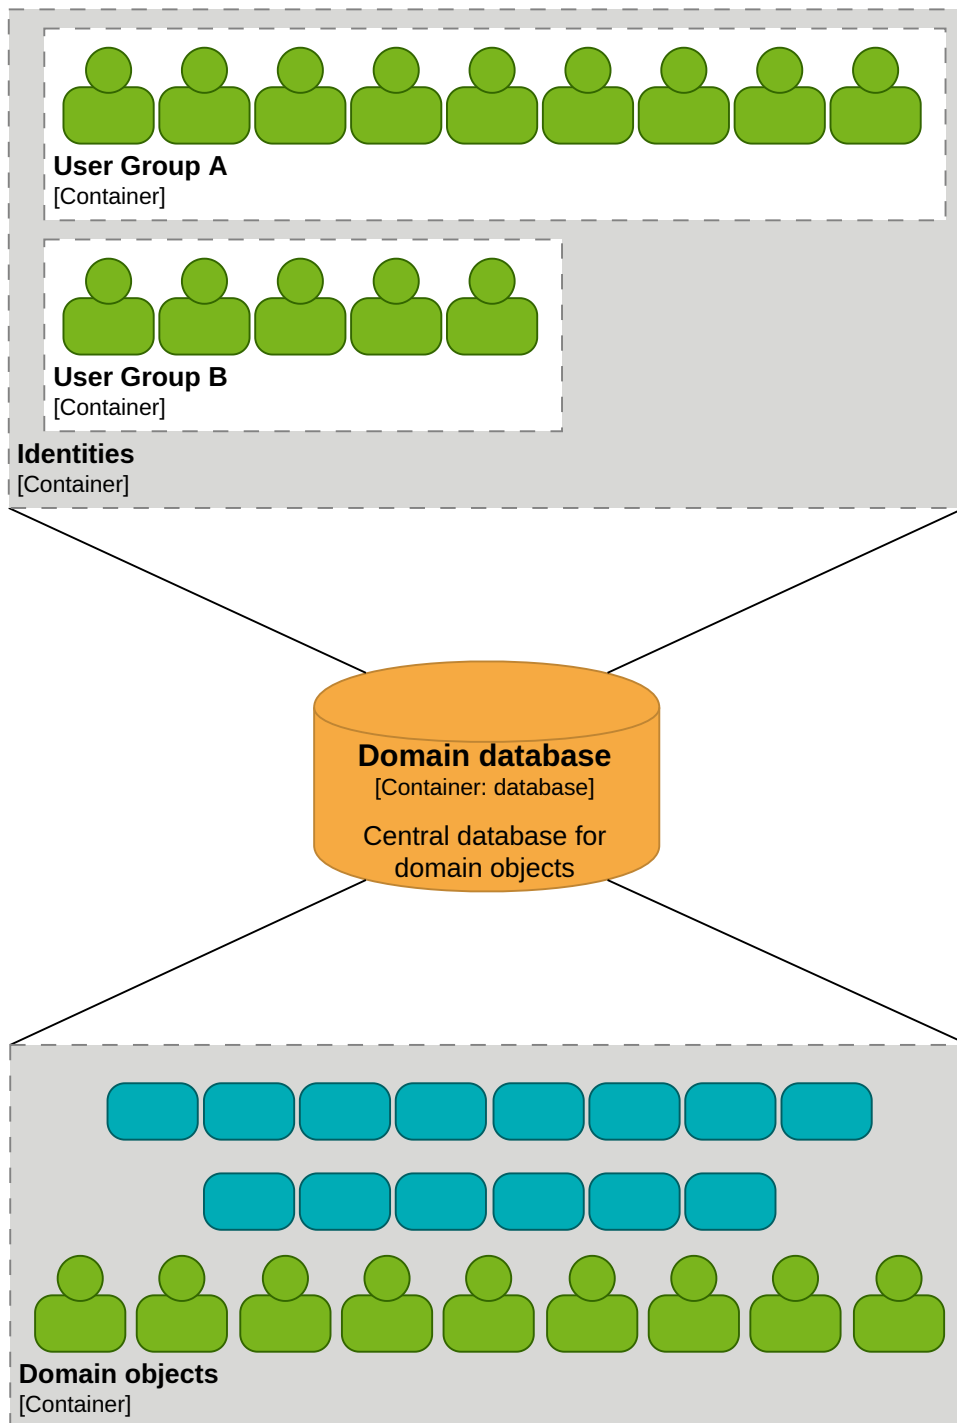 User Group A
[Container]
User Group B
[Container]
Identities
[Container]
Domain database
[Container: database]
Central database for
domain objects
Domain objects
[Container]